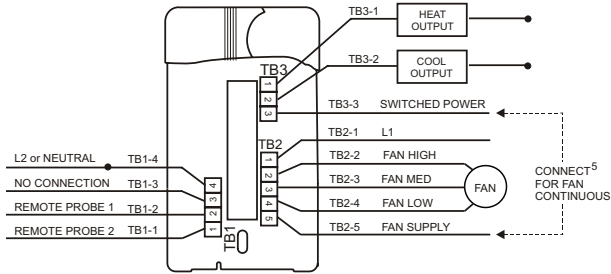 TB3-1
HEAT
OUTPUT
TB3-2
COOL
OUTPUT
TB3
1
2
3
TB3-3 SWITCHED POWER
TB2
1
2
3
4
5
TB2-1 L1
TB2-2 FAN HIGH
TB2-3 FAN MED
TB2-4 FAN LOW
TB2-5 FAN SUPPLY
FAN
CONNECT5
FOR FAN
CONTINUOUS
L2 or NEUTRAL TB1-4
NO CONNECTION TB1-3
REMOTE PROBE 1 TB1-2
REMOTE PROBE 2 TB1-1
4
3
2
1
TB1